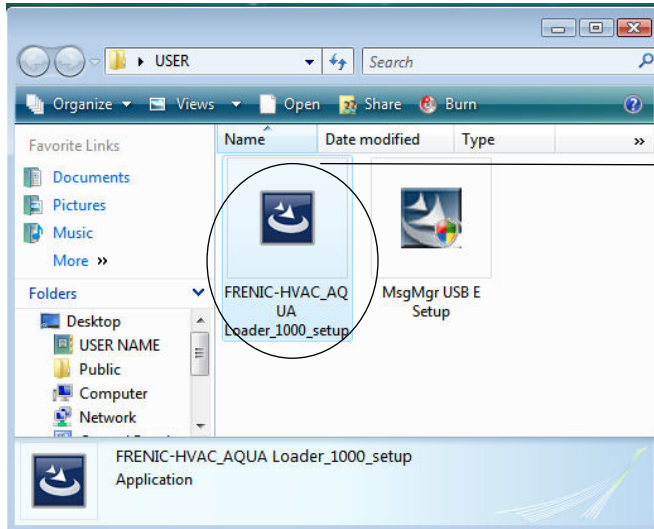 USER
Search
Organize Views Open Share Burn
Favorite Links
Documents
Pictures
Music
More »
Folders
Desktop
USER NAME
Public
Computer
Network
Name Date modified Type »
FRENIC-HVAC_AQ
UA
Loader_1000_setup
MsgMgr USB E
Setup
FRENIC-HVAC_AQUA Loader_1000_setup
Application